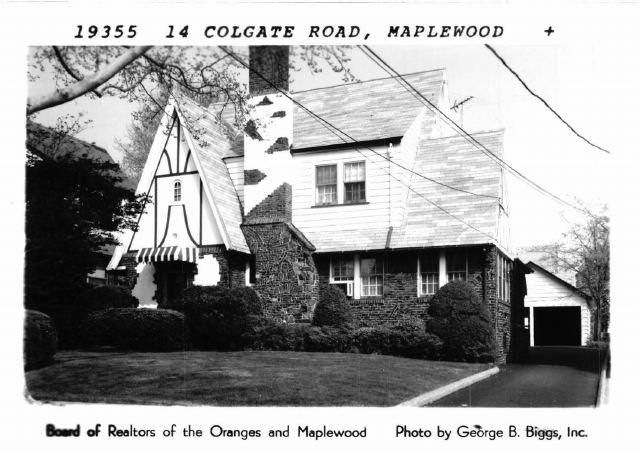 19355 14 COLGATE ROAD, MAPLEWOOD +
Board of Realtors of the Oranges and Maplewood Photo by George B. Biggs, Inc.